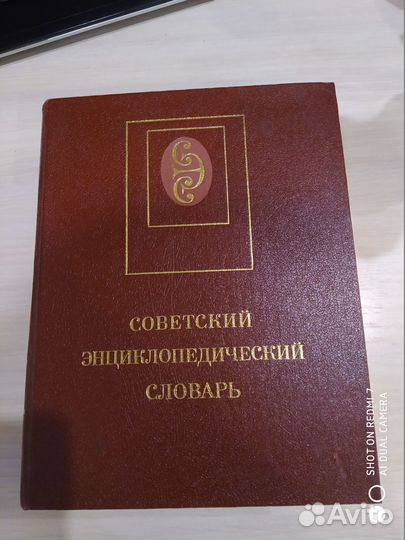 СОВЕТСКИЙ
ЭНЦИКЛОПЕДИЧЕСКИЙ
СЛОВАРЬ
SHOT ON REDMI 7
AI DUAL CAMERA
Avito